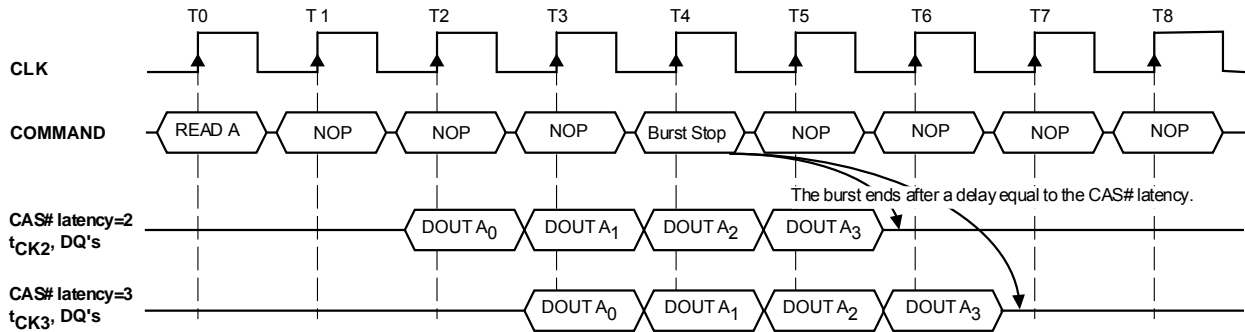 T0 T1 T2 T3 T4 T5 T6 T7 T8
CLK
COMMAND READ A NOP NOP NOP Burst Stop NOP NOP NOP NOP
The burst ends after a delay equal to the CAS# latency.
CAS# latency=2
tCK2, DQ's DOUT A0 DOUT A1 DOUT A2 DOUT A3
CAS# latency=3
tCK3, DQ's DOUT A0 DOUT A1 DOUT A2 DOUT A3